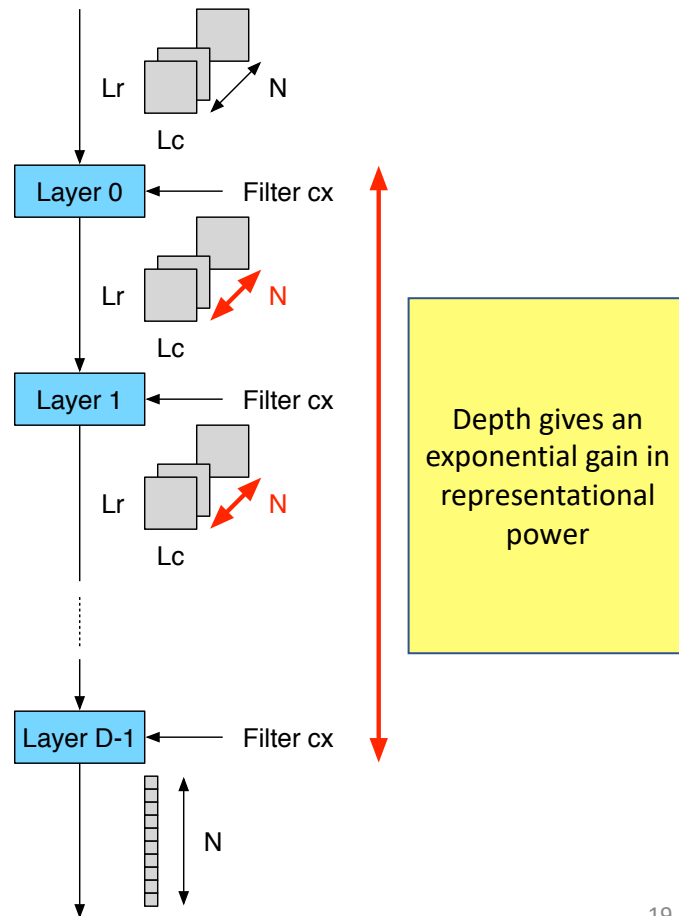 Lr
N
Lc
Layer 0
Filter cx
Lr
N
Lc
Layer 1
Filter cx
Depth gives an
exponential gain in
representational
power
Lr
N
Lc
Layer D-1
Filter cx
N
19